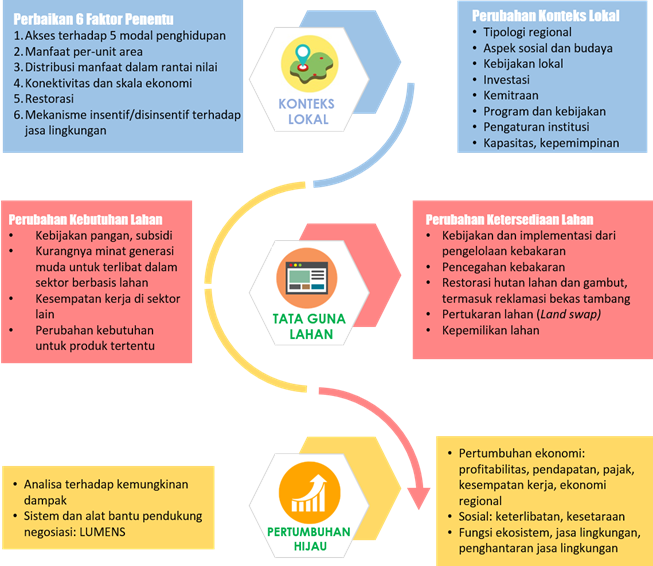 Perbaikan 6 Faktor Penentu
1. Akses terhadap 5 modal penghidupan
2. Manfaat per-unit area
3. Distribusi manfaat dalam rantai nilai
4. Konektivitas dan skala ekonomi
5. Restorasi
6. Mekanisme insentif/disinsentif terhadap
jasa lingkungan
KONTEKS
LOKAL
Perubahan Konteks Lokal
• Tipologi regional
• Aspek sosial dan budaya
• Kebijakan lokal
• Investasi
• Kemitraan
• Program dan kebijakan
• Pengaturan institusi
• Kapasitas, kepemimpinan
Perubahan Kebutuhan Lahan
• Kebijakan pangan, subsidi
• Kurangnya minat generasi
muda untuk terlibat dalam
sektor berbasis lahan
• Kesempatan kerja di sektor
lain
• Perubahan kebutuhan
untuk produk tertentu
TATA GUNA
LAHAN
Perubahan Ketersediaan Lahan
• Kebijakan dan implementasi dari
pengelolaan kebakaran
• Pencegahan kebakaran
• Restorasi hutan lahan dan gambut,
termasuk reklamasi bekas tambang
• Pertukaran lahan (Land swap)
• Kepemilikan lahan
• Analisa terhadap kemungkinan
dampak
• Sistem dan alat bantu pendukung
negosiasi: LUMENS
PERTUMBUHAN
HIJAU
• Pertumbuhan ekonomi:
profitabilitas, pendapatan, pajak,
kesempatan kerja, ekonomi
regional
• Sosial: keterlibatan, kesetaraan
• Fungsi ekosistem, jasa lingkungan,
penghantaran jasa lingkungan